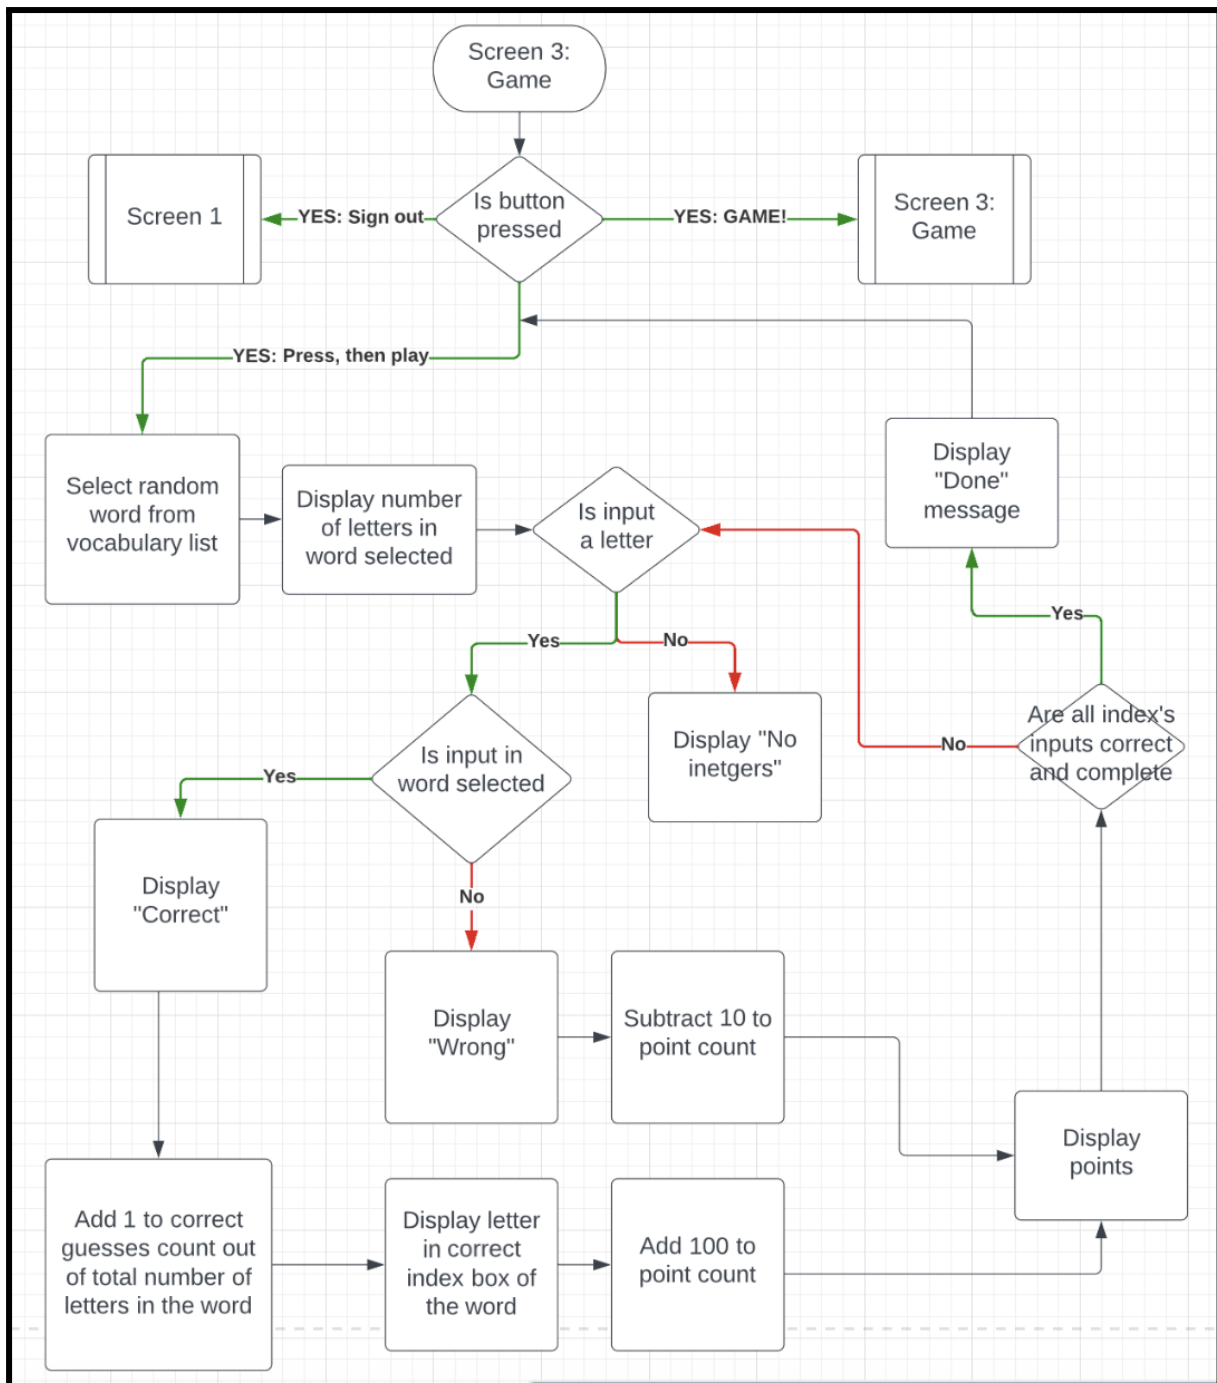 Screen 3:
Game
Is button
pressed
YES: Sign out
Screen 1
YES: GAME!
Screen 3:
Game
YES: Press, then play
Select random
word from
vocabulary list
Display number
of letters in
word selected
Is input
a letter
Display
"Done"
message
Yes
No
Yes
Is input in
word selected
Display "No
inetgers"
Are all index's
inputs correct
and complete
No
Yes
Display
"Correct"
No
Display
"Wrong"
Subtract 10 to
point count
Display
points
Add 1 to correct
guesses count out
of total number of
letters in the word
Display letter
in correct
index box of
the word
Add 100 to
point count